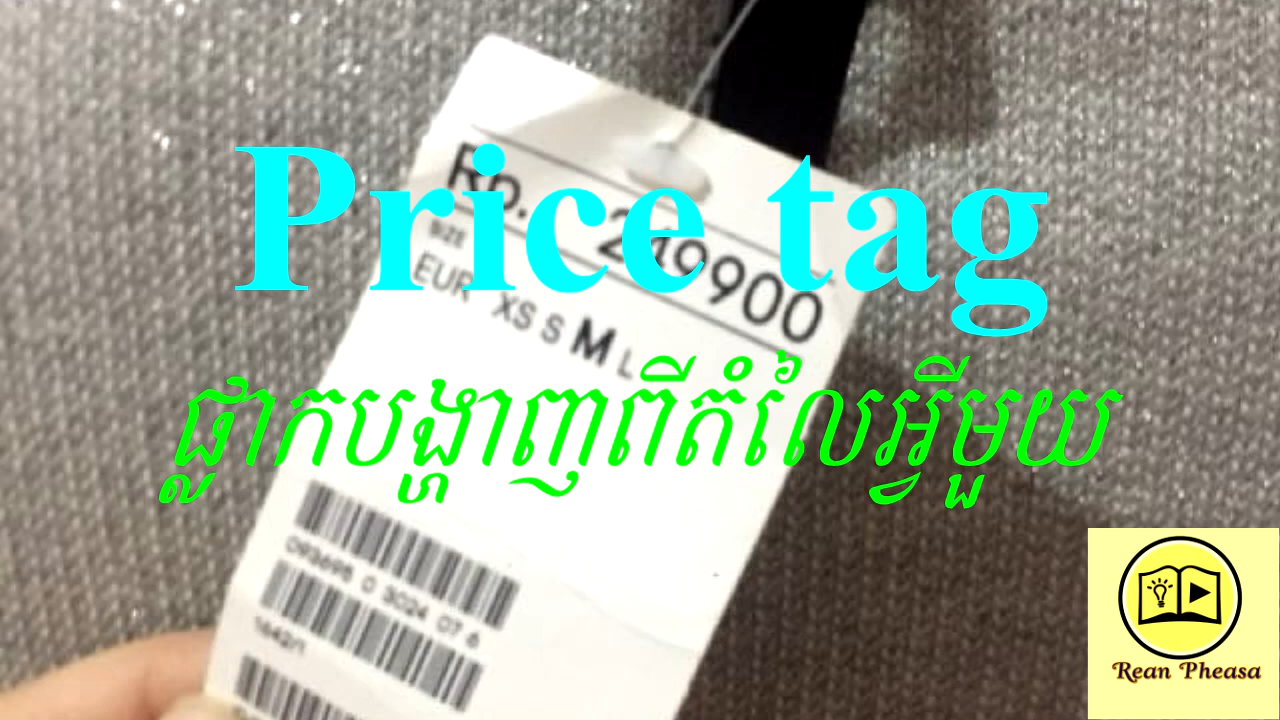 Price tag
Rp. 249900
SIZE
EUR XS S M L
ផ្លាកបង្ហាញពីតំលៃអ្វីមួយ
Rean Pheasa